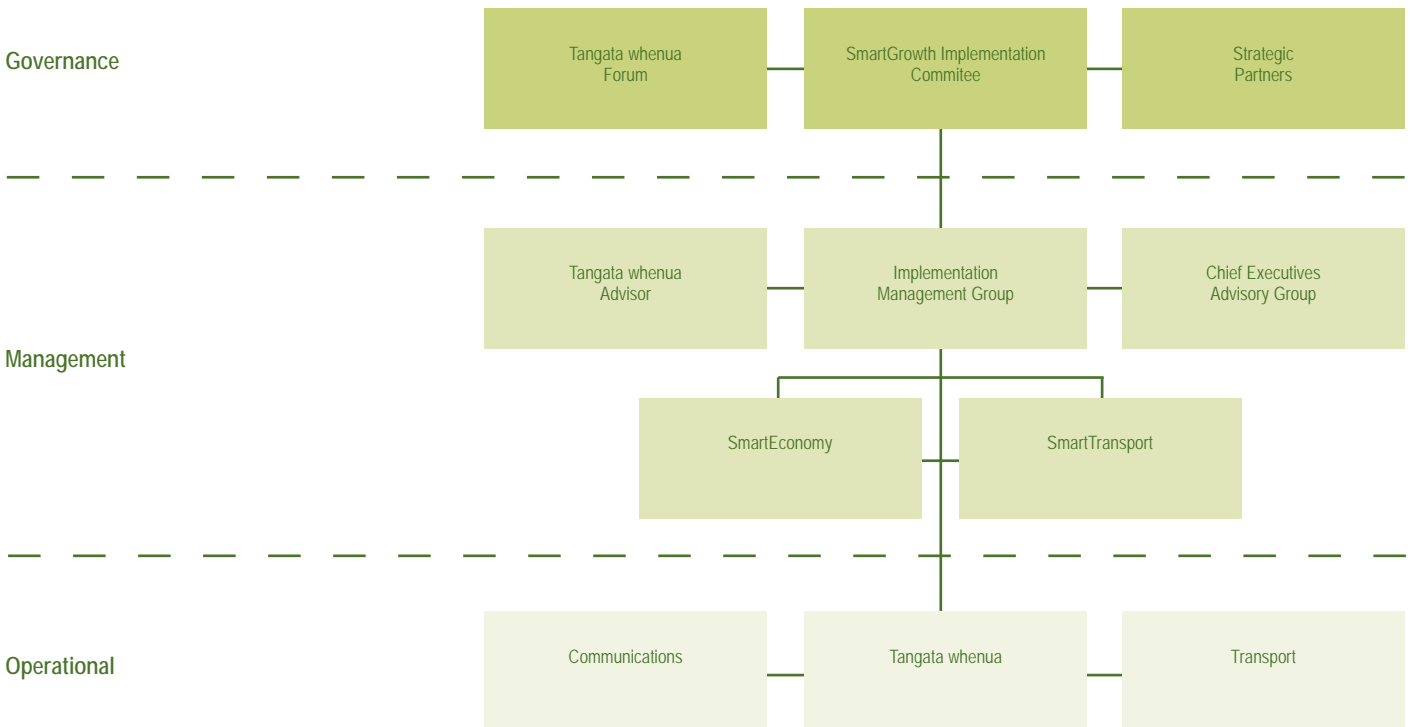 Governance
Tangata whenua
Forum
SmartGrowth Implementation
Commitee
Strategic
Partners
Management
Tangata whenua
Advisor
Implementation
Management Group
Chief Executives
Advisory Group
SmartEconomy
SmartTransport
Operational
Communications
Tangata whenua
Transport